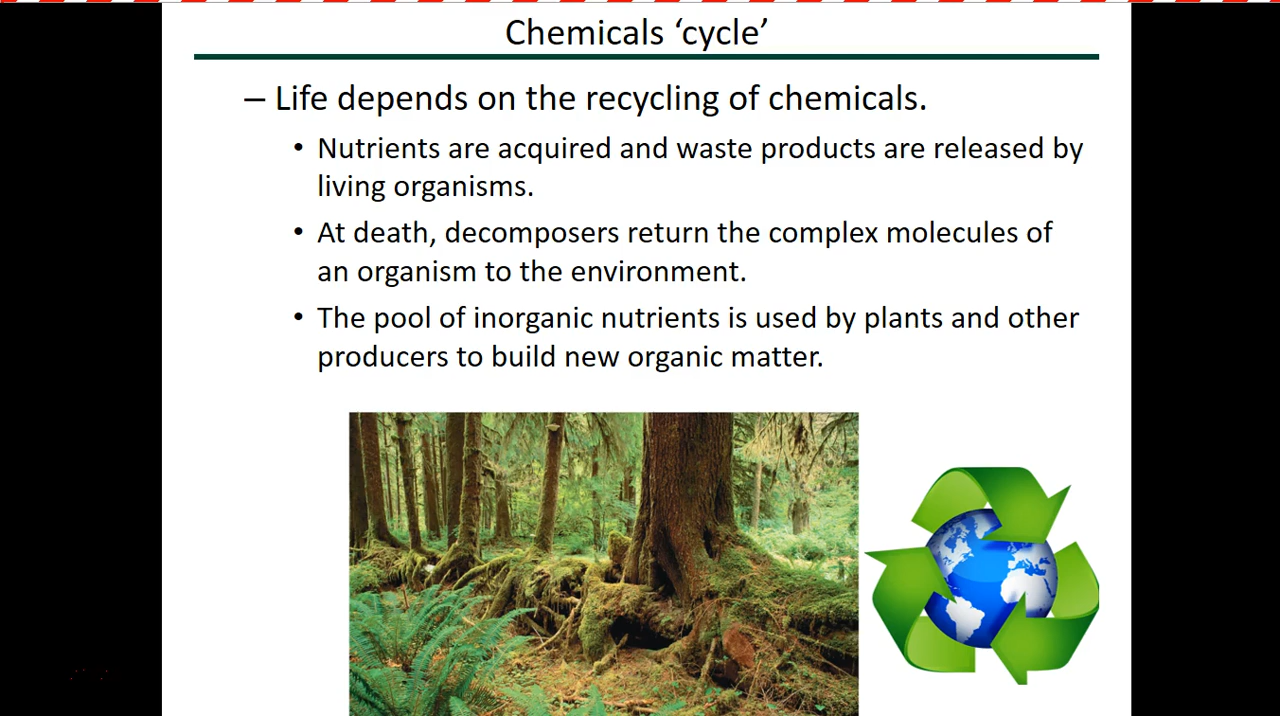 Chemicals ‘cycle’
– Life depends on the recycling of chemicals.
• Nutrients are acquired and waste products are released by
living organisms.
• At death, decomposers return the complex molecules of
an organism to the environment.
• The pool of inorganic nutrients is used by plants and other
producers to build new organic matter.